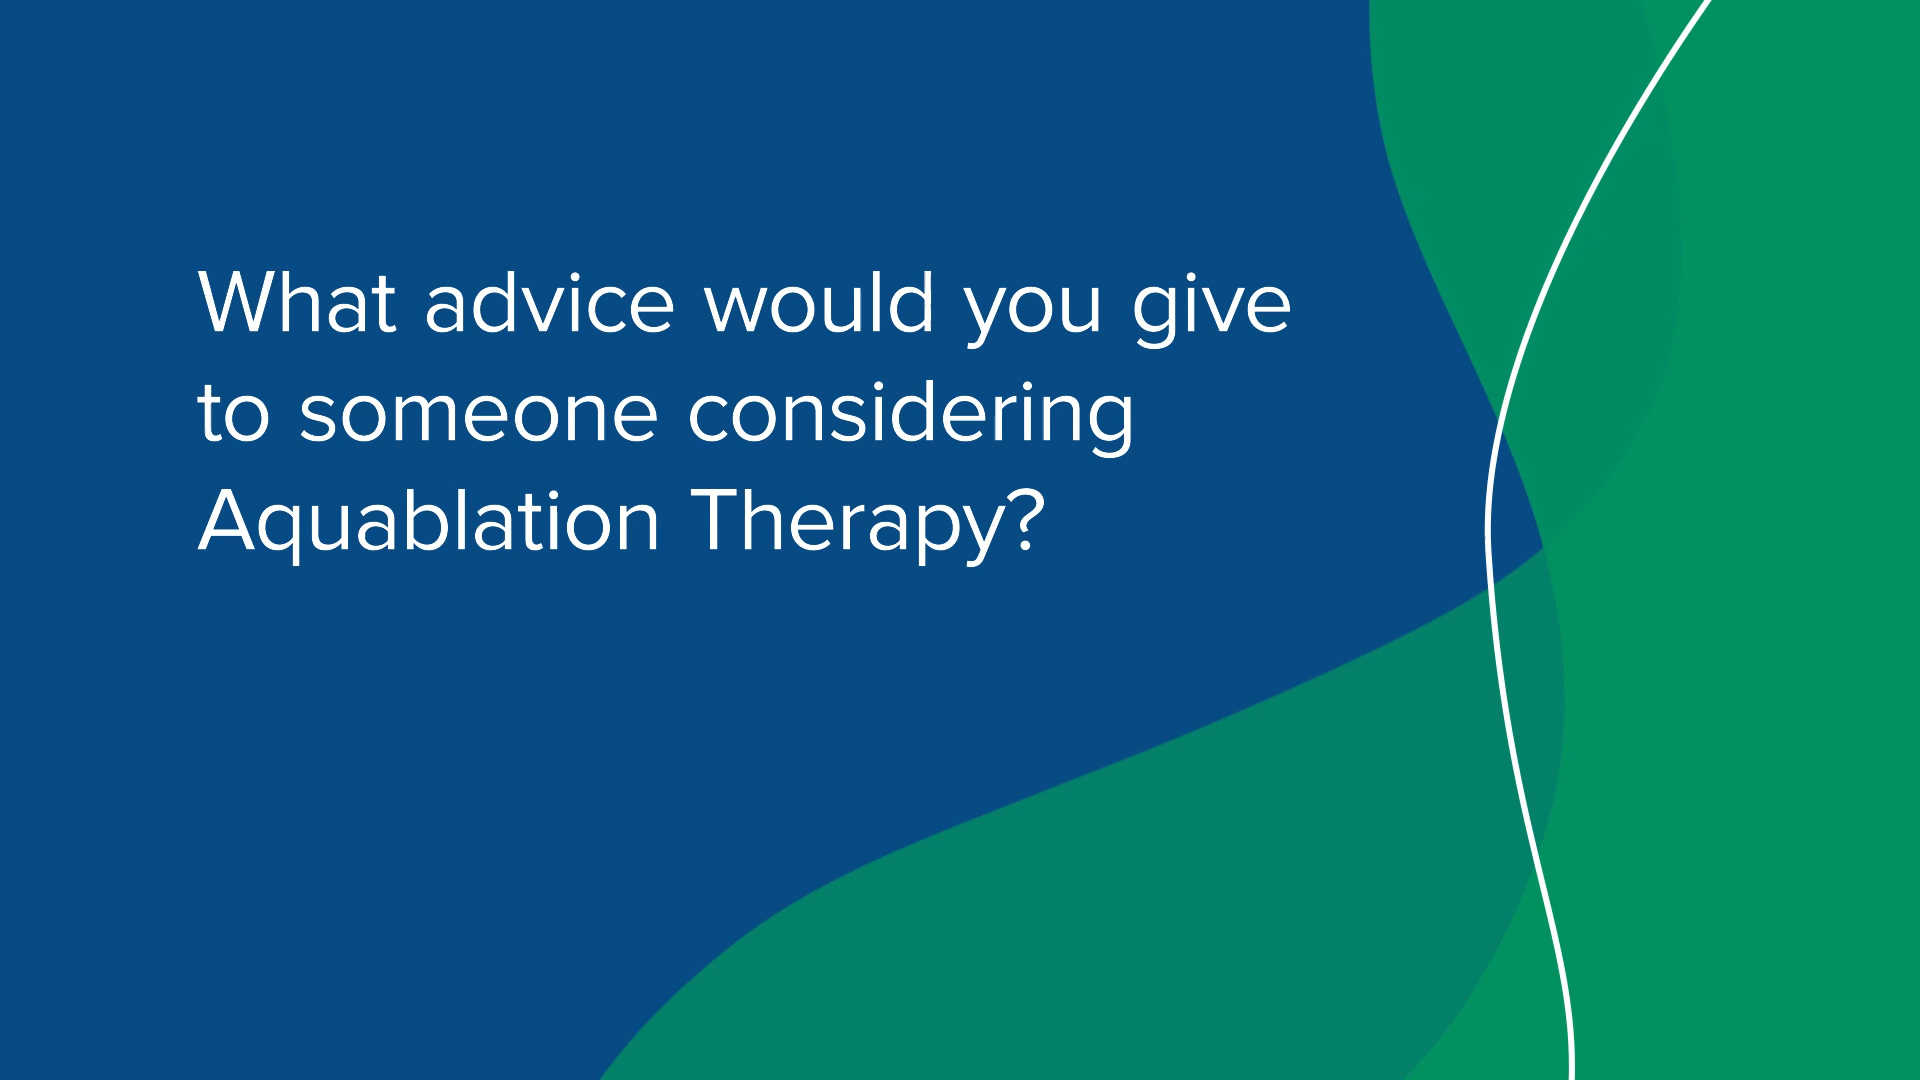 What advice would you give
to someone considering
Aquablation Therapy?